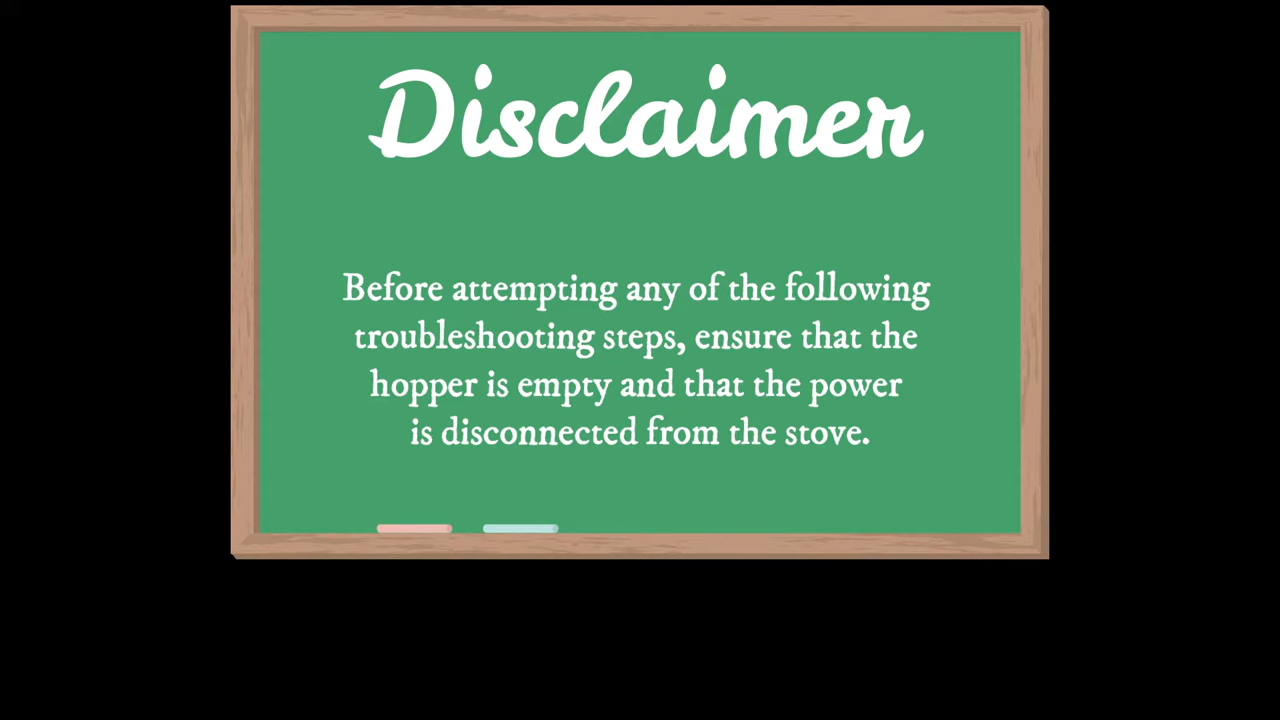 Disclaimer
Before attempting any of the following
troubleshooting steps, ensure that the
hopper is empty and that the power
is disconnected from the stove.